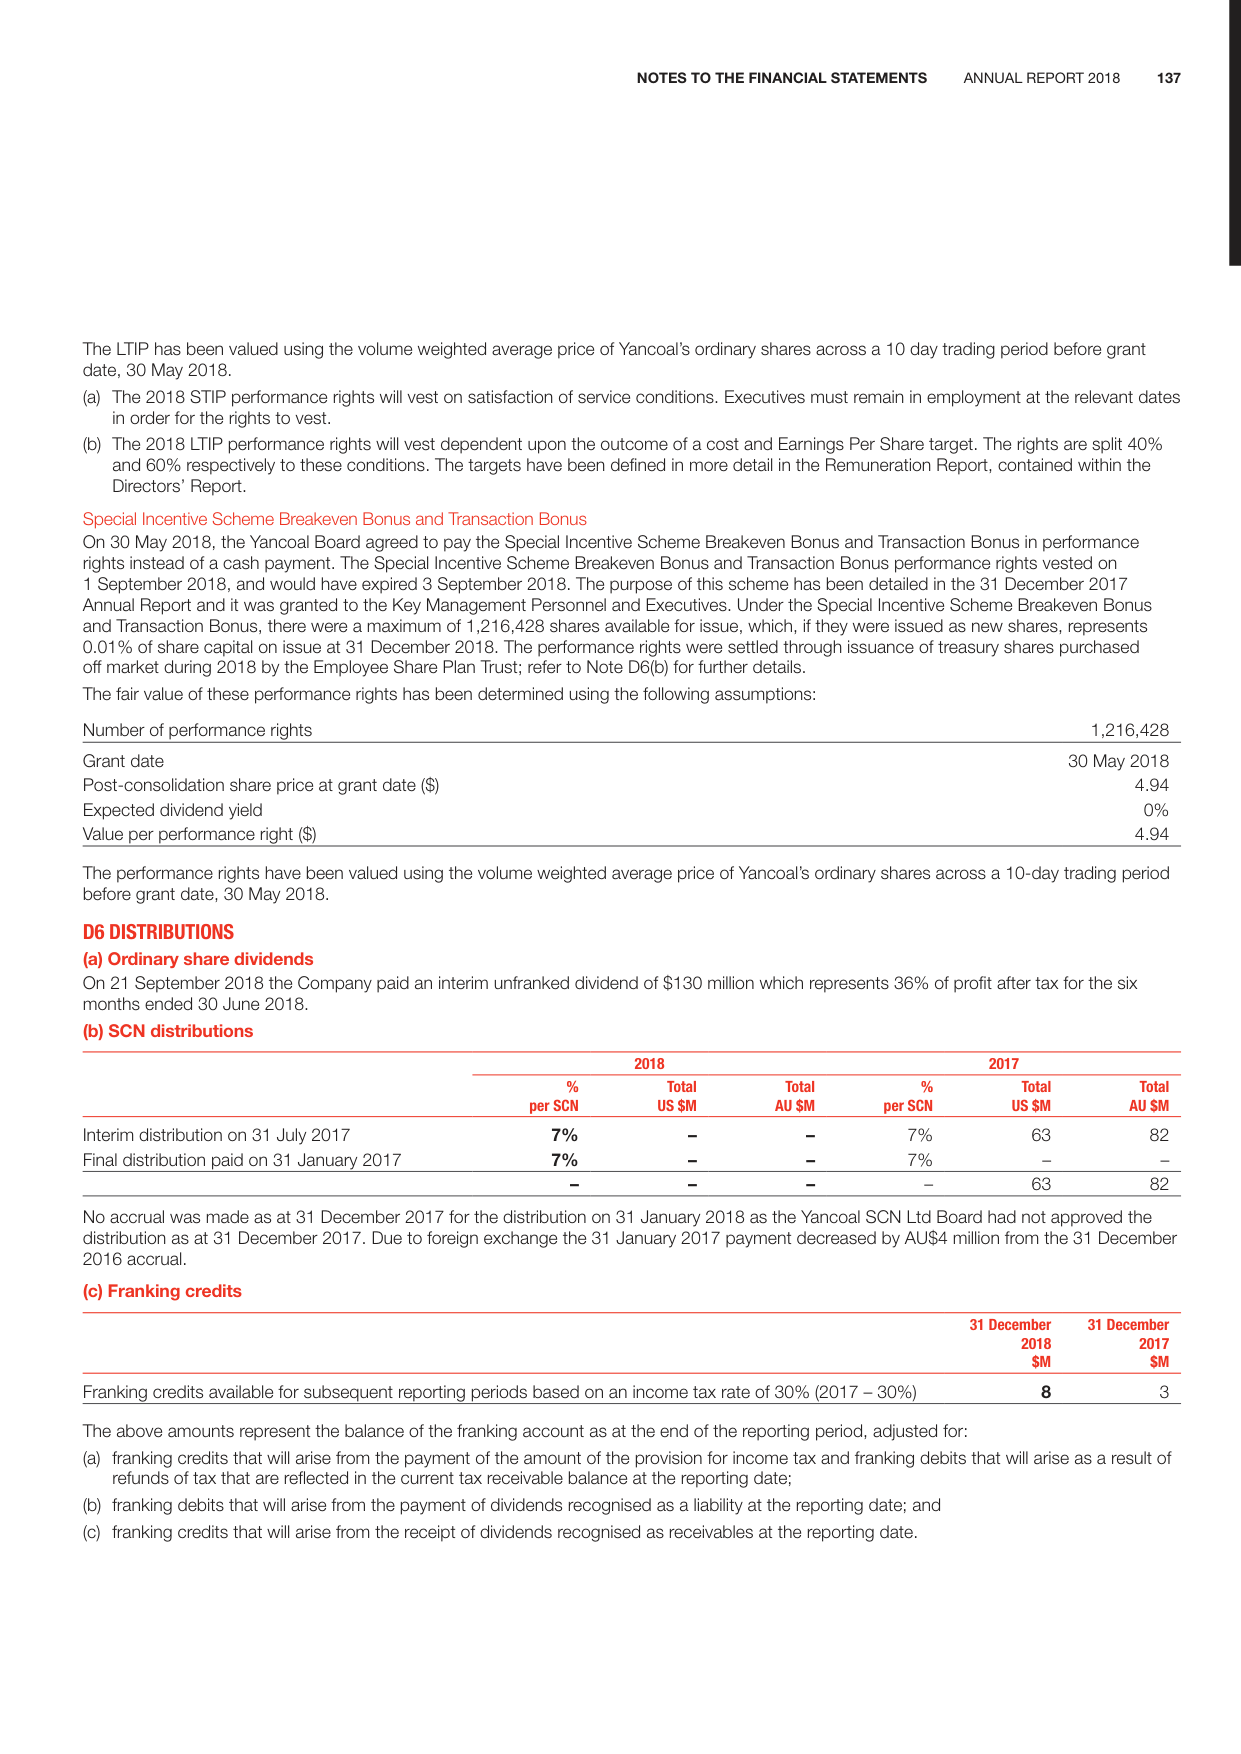 NOTES TO THE FINANCIAL STATEMENTS ANNUAL REPORT 2018 137
The LTIP has been valued using the volume weighted average price of Yancoal's ordinary shares across a 10 day trading period before grant
date, 30 May 2018.
(a) The 2018 STIP performance rights will vest on satisfaction of service conditions. Executives must remain in employment at the relevant dates
in order for the rights to vest.
(b) The 2018 LTIP performance rights will vest dependent upon the outcome of a cost and Earnings Per Share target. The rights are split 40%
and 60% respectively to these conditions. The targets have been defined in more detail in the Remuneration Report, contained within the
Directors' Report.
Special Incentive Scheme Breakeven Bonus and Transaction Bonus
On 30 May 2018, the Yancoal Board agreed to pay the Special Incentive Scheme Breakeven Bonus and Transaction Bonus in performance
rights instead of a cash payment. The Special Incentive Scheme Breakeven Bonus and Transaction Bonus performance rights vested on
1 September 2018, and would have expired 3 September 2018. The purpose of this scheme has been detailed in the 31 December 2017
Annual Report and it was granted to the Key Management Personnel and Executives. Under the Special Incentive Scheme Breakeven Bonus
and Transaction Bonus, there were a maximum of 1,216,428 shares available for issue, which, if they were issued as new shares, represents
0.01% of share capital on issue at 31 December 2018. The performance rights were settled through issuance of treasury shares purchased
off market during 2018 by the Employee Share Plan Trust; refer to Note D6(b) for further details.
The fair value of these performance rights has been determined using the following assumptions:
Number of performance rights 1,216,428
Grant date 30 May 2018
Post-consolidation share price at grant date ($) 4.94
Expected dividend yield 0%
Value per performance right ($) 4.94
The performance rights have been valued using the volume weighted average price of Yancoal's ordinary shares across a 10-day trading period
before grant date, 30 May 2018.
D6 DISTRIBUTIONS
(a) Ordinary share dividends
On 21 September 2018 the Company paid an interim unfranked dividend of $130 million which represents 36% of profit after tax for the six
months ended 30 June 2018.
(b) SCN distributions
2018 2017
% Total Total % Total Total
per SCN US $M AU $M per SCN US $M AU $M
Interim distribution on 31 July 2017 7% – – 7% 63 82
Final distribution paid on 31 January 2017 7% – – 7% – –
– – – – 63 82
No accrual was made as at 31 December 2017 for the distribution on 31 January 2018 as the Yancoal SCN Ltd Board had not approved the
distribution as at 31 December 2017. Due to foreign exchange the 31 January 2017 payment decreased by AU$4 million from the 31 December
2016 accrual.
(c) Franking credits
31 December 31 December
2018 2017
$M $M
Franking credits available for subsequent reporting periods based on an income tax rate of 30% (2017 – 30%) 8 3
The above amounts represent the balance of the franking account as at the end of the reporting period, adjusted for:
(a) franking credits that will arise from the payment of the amount of the provision for income tax and franking debits that will arise as a result of
refunds of tax that are reflected in the current tax receivable balance at the reporting date;
(b) franking debits that will arise from the payment of dividends recognised as a liability at the reporting date; and
(c) franking credits that will arise from the receipt of dividends recognised as receivables at the reporting date.